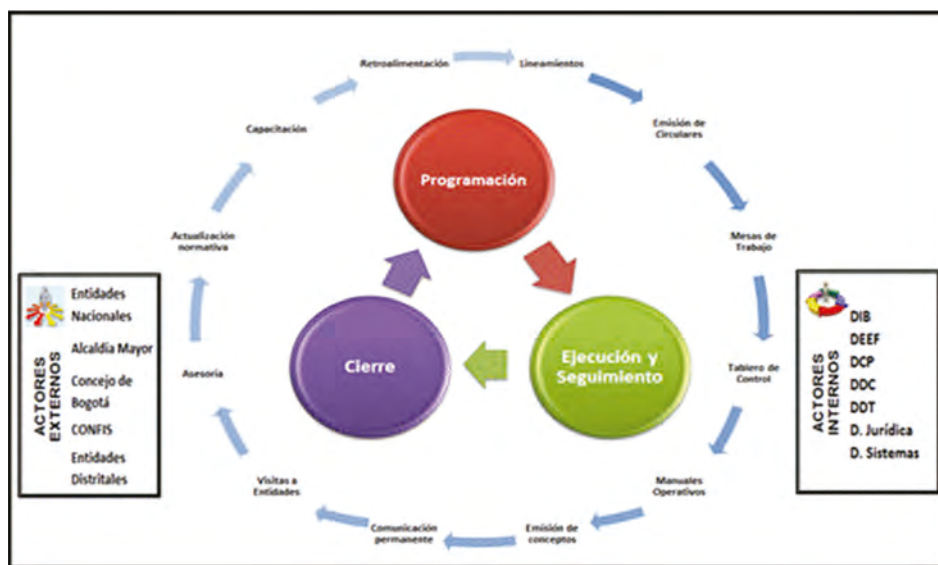 Retroalimentación
Lineamientos
Emisión de
Circulares
Mesas de
Trabajo
Tablero de
Control
Manuales
Operativos
Emisión de
conceptos
Comunicación
permanente
Visitas a
Entidades
Asesoría
Actualización
normativa
Capacitación
Programación
Ejecución y
Seguimiento
Cierre
ACTORES
EXTERNOS
Entidades
Nacionales
Alcaldía Mayor
Concejo de
Bogotá
CONFIS
Entidades
Distritales
ACTORES
INTERNOS
DIB
DEEF
DCP
DDC
DDT
D. Jurídica
D. Sistemas